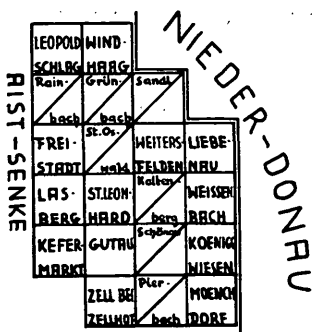 NIEDER-DONAU
RIST-SENKE
LEOPOLD
SCHLAG
WIND-
HAAG
Rain-
bach
Grün-
bach
Sandl
FREI-
STADT
St.Os-
wald
WEITERS-
FELDEN
LIEBE-
NAU
LAS-
BERG
ST.LEON-
HARD
Kalten-
berg
WEISSEN
BACH
KEFER-
MARKT
GUTAU
Schönau
KOENIGS
WIESEN
ZELL BEI
ZELLHOF
Pier-
bach
MOENCH
DORF